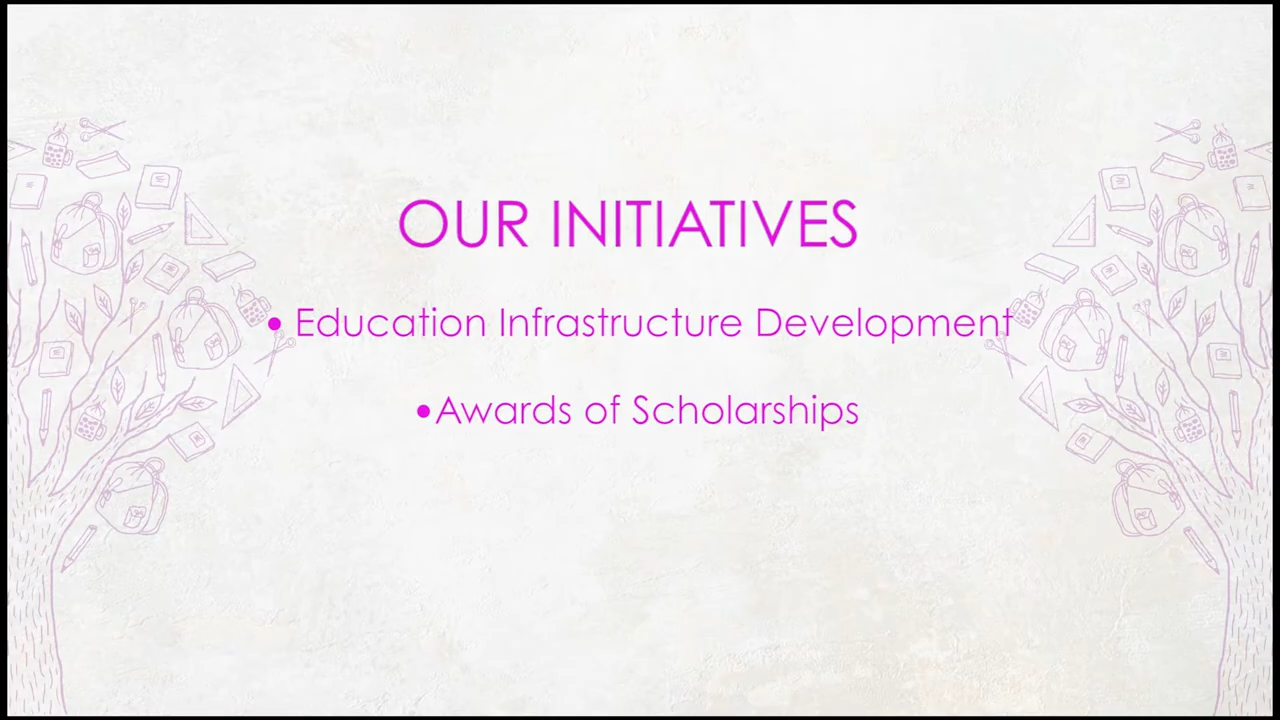 OUR INITIATIVES
• Education Infrastructure Development
•Awards of Scholarships